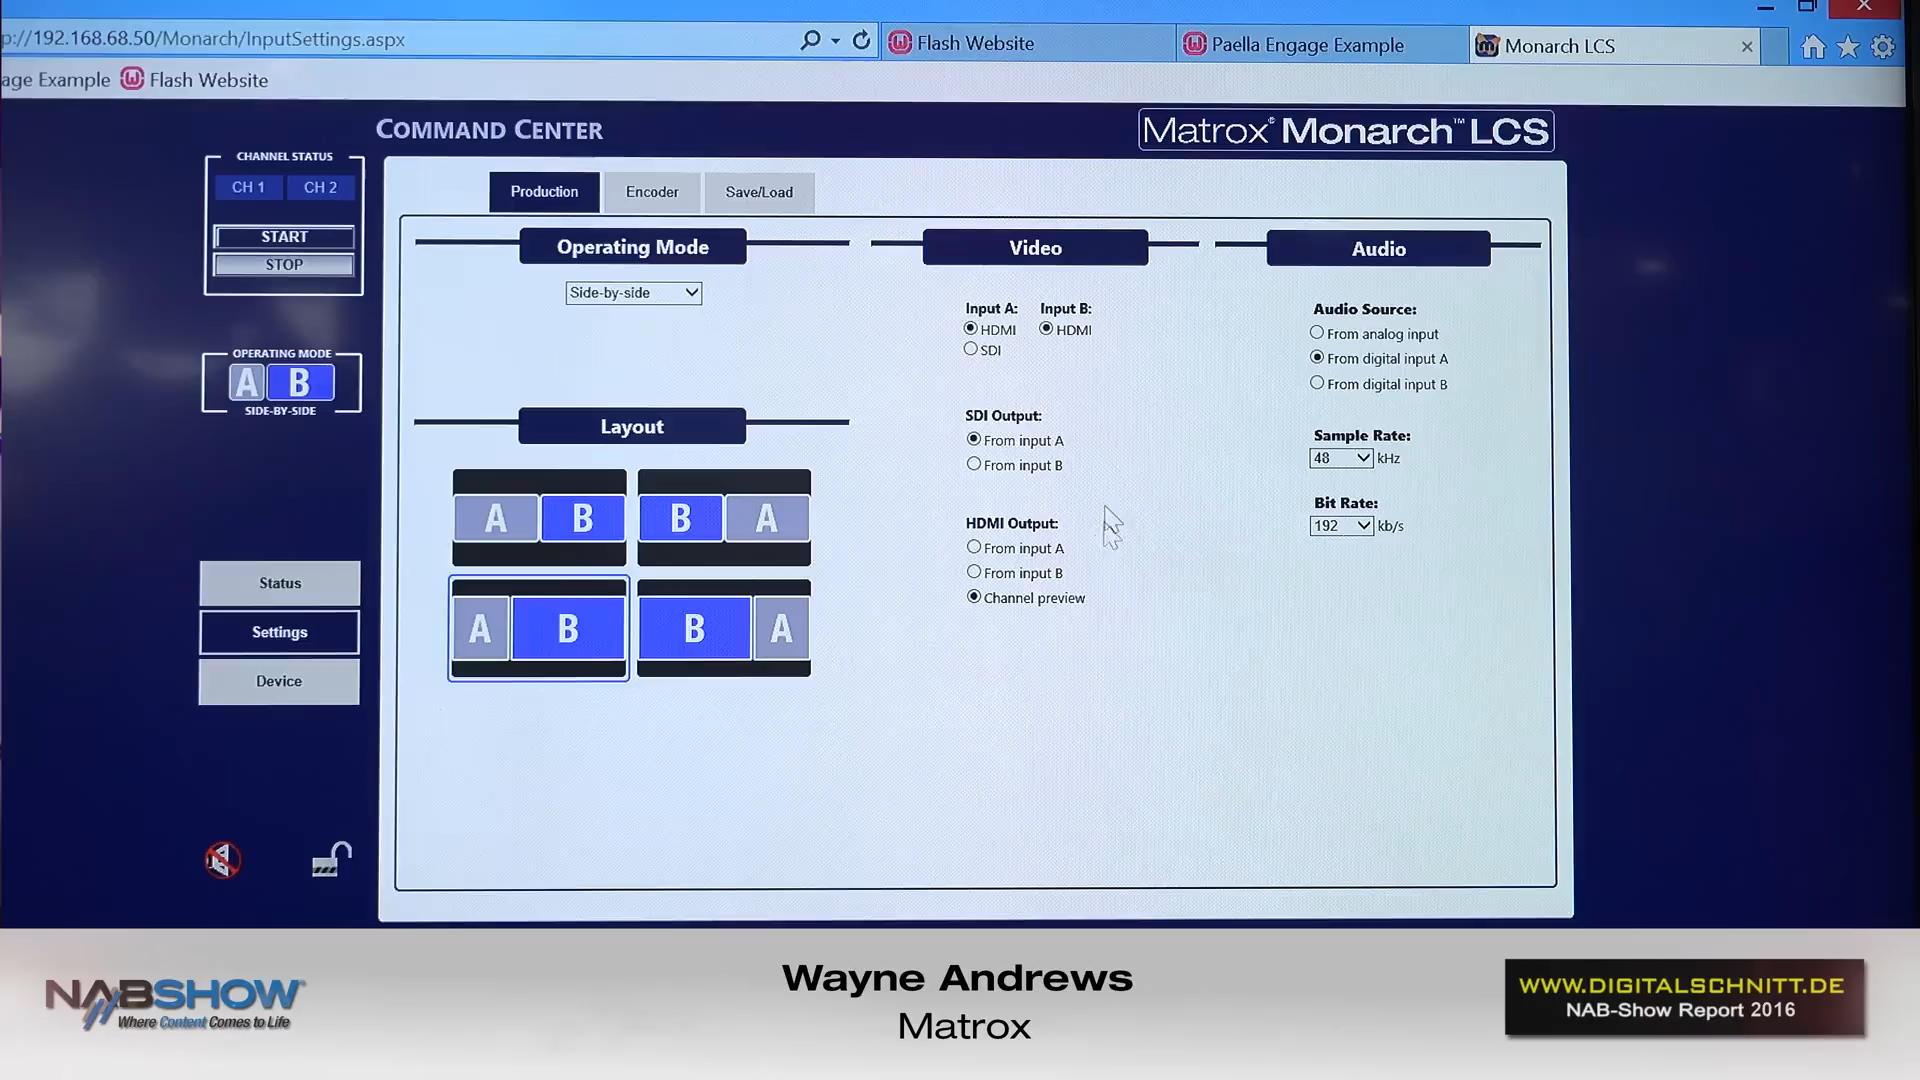 p://192.168.68.50/Monarch/InputSettings.aspx
Flash Website
Paella Engage Example
Monarch LCS
age Example
Flash Website
COMMAND CENTER
Matrox® Monarch™ LCS
CHANNEL STATUS
CH 1
CH 2
START
STOP
OPERATING MODE
A B
SIDE-BY-SIDE
Status
Settings
Device
Production
Encoder
Save/Load
Operating Mode
Side-by-side
Layout
A B
B A
A B
B A
Video
Input A:
HDMI
SDI
Input B:
HDMI
SDI Output:
From input A
From input B
HDMI Output:
From input A
From input B
Channel preview
Audio
Audio Source:
From analog input
From digital input A
From digital input B
Sample Rate:
48 kHz
Bit Rate:
192 kb/s
NABSHOW
Where Content Comes to Life
Wayne Andrews
Matrox
WWW.DIGITALSCHNITT.DE
NAB-Show Report 2016